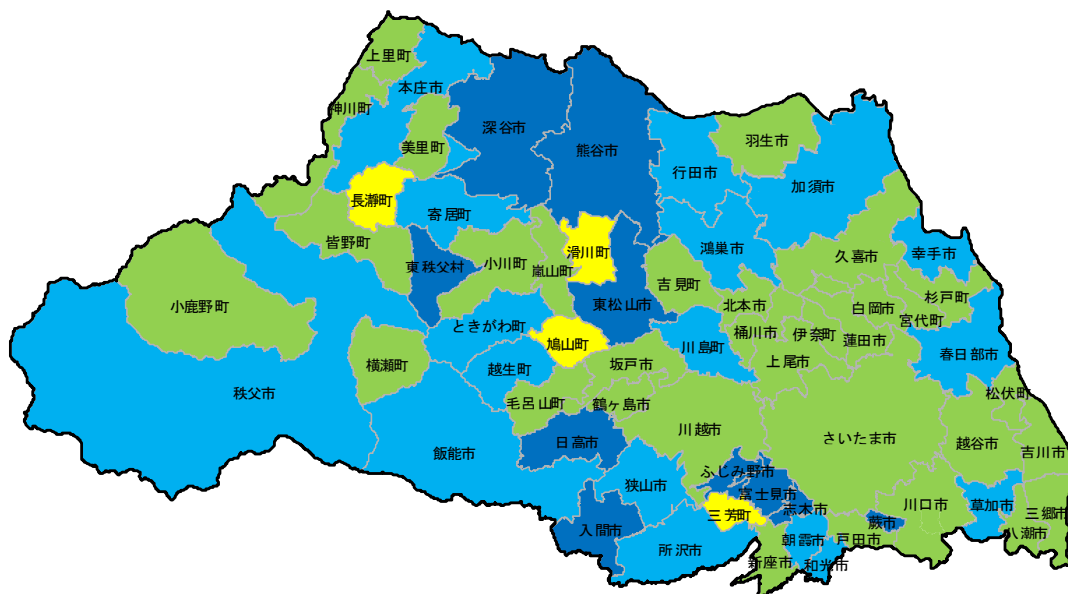 上里町
本庄市
神川町
美里町
深谷市
熊谷市
羽生市
行田市
加須市
長瀞町
寄居町
皆野町
東秩父村
小川町
嵐山町
滑川町
鴻巣市
久喜市
幸手市
小鹿野町
吉見町
東松山市
北本市
白岡市
杉戸町
宮代町
ときがわ町
鳩山町
川島町
桶川市
伊奈町
蓮田市
春日部市
横瀬町
越生町
坂戸市
上尾市
秩父市
毛呂山町
鶴ヶ島市
松伏町
川越市
さいたま市
越谷市
日高市
飯能市
吉川市
ふじみ野市
狭山市
富士見市
志木市
三芳町
川口市
草加市
三郷市
入間市
蕨市
八潮市
所沢市
朝霞市
戸田市
新座市
和光市